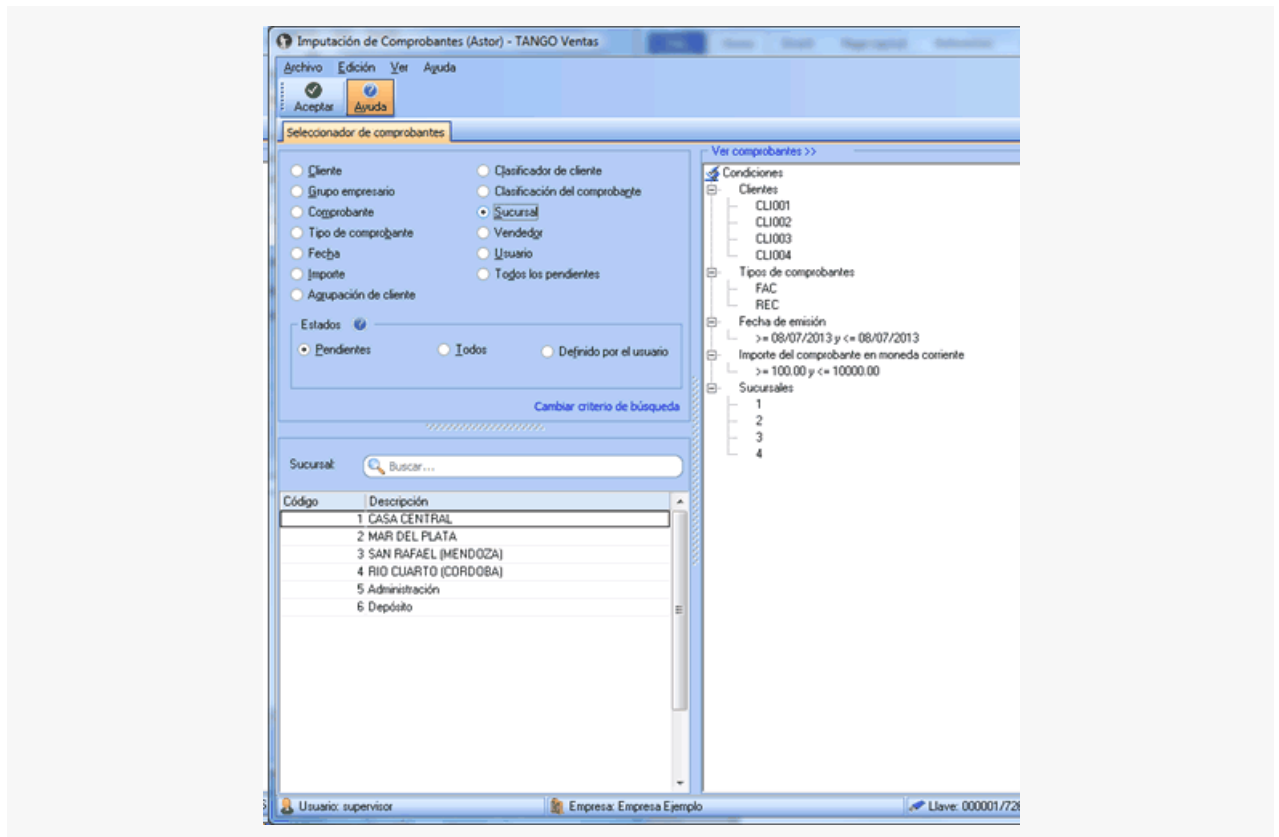 Imputación de Comprobantes (Astor) - TANGO Ventas
Archivo Edición Ver Ayuda
Aceptar Ayuda
Seleccionador de comprobantes
Cliente
Grupo empresario
Comprobante
Tipo de comprobante
Fecha
Importe
Agrupación de cliente
Clasificador de cliente
Clasificación del comprobante
Sucursal
Vendedor
Usuario
Todos los pendientes
Estados
Pendientes Todos Definido por el usuario
Cambiar criterio de búsqueda
Sucursal: Buscar...
Código Descripción
1 CASA CENTRAL
2 MAR DEL PLATA
3 SAN RAFAEL (MENDOZA)
4 RIO CUARTO (CORDOBA)
5 Administración
6 Depósito
Ver comprobantes >>
Condiciones
Clientes
CLI001
CLI002
CLI003
CLI004
Tipos de comprobantes
FAC
REC
Fecha de emisión
>= 08/07/2013 y <= 08/07/2013
Importe del comprobante en moneda corriente
>= 100.00 y <= 10000.00
Sucursales
1
2
3
4
Usuario: supervisor Empresa: Empresa Ejemplo Llave: 000001/726